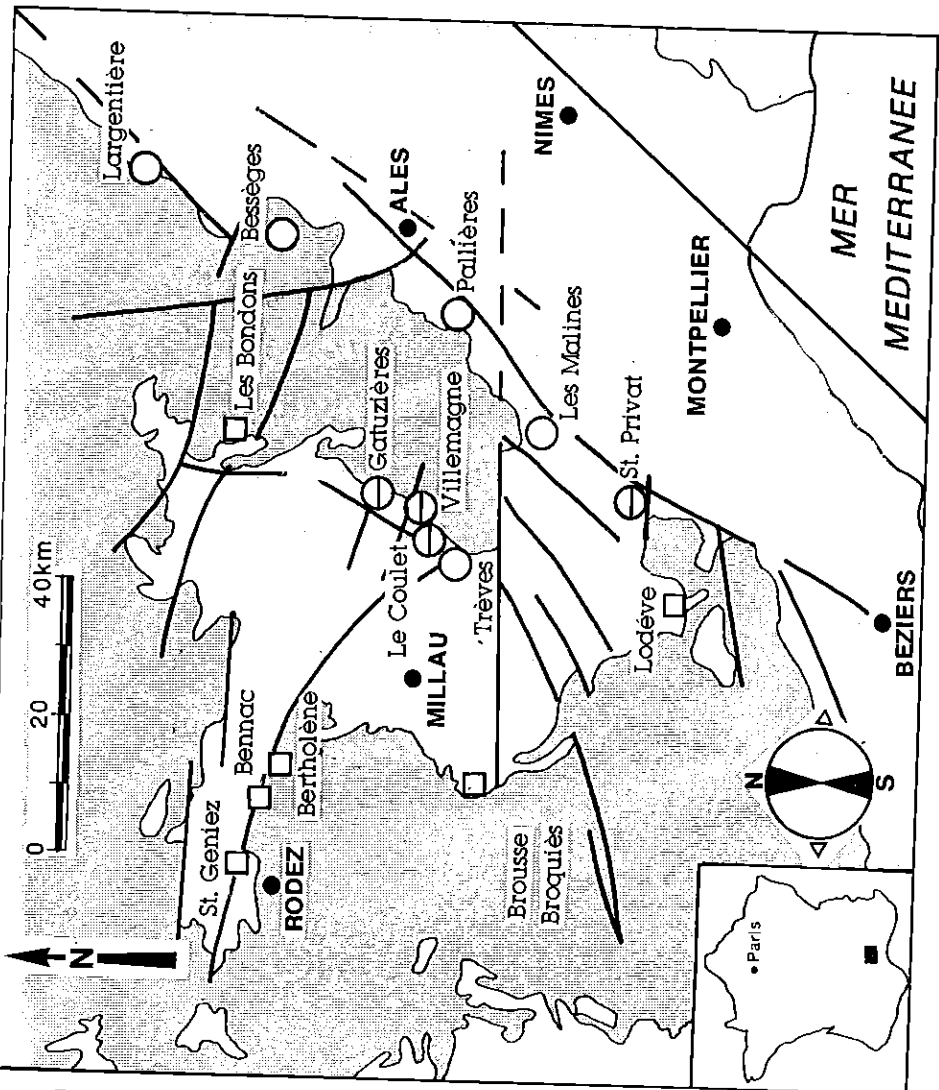 Largentière
Bessèges
Les Bondons
ALES
NIMES
Pallières
Gatuzières
Villemagne
Les Malines
Le Coulet
Trèves
MILLAU
St. Privat
MONTPELLIER
MER
MEDITERRANEE
Lodéve
BEZIERS
0 20 40km
Bennac
St. Geniez
Bertholène
RODEZ
Brousse
Broquiès
N
N
S
Paris